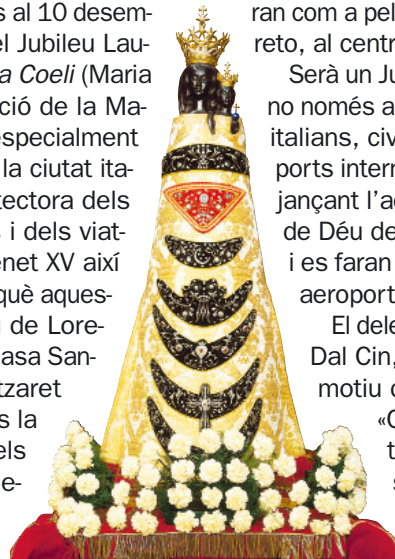 s al 10 desem-
el Jubileu Lau-
a Coeli (Maria
ció de la Ma-
especialment
la ciutat ita-
tectora dels
s i dels viat-
enet XV així
què aques-
u de Lore-
asa San-
tzaret
s la
els
e-
ran com a pel
reto, al centr
Serà un Ju
no només a
italians, civ
ports interr
jançant l'a
de Déu de
i es faran
aeroport
El dele
Dal Cin,
motiu d
«C
t
s